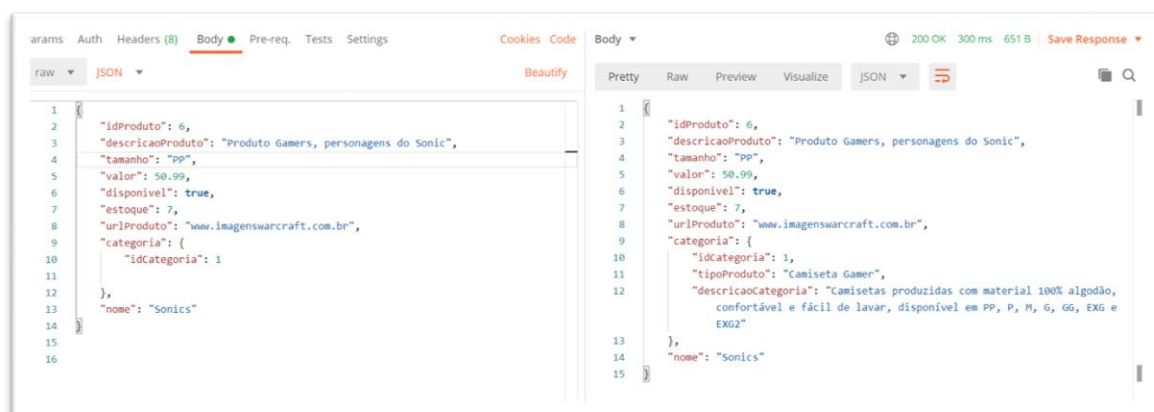 arams Auth Headers (8) Body Pre-req. Tests Settings Cookies Code
raw JSON Beautify
1 {
2 "idProduto": 6,
3 "descricaoProduto": "Produto Gamers, personagens do Sonic",
4 "tamanho": "PP",
5 "valor": 50.99,
6 "disponivel": true,
7 "estoque": 7,
8 "urlProduto": "www.imagenswarcraft.com.br",
9 "categoria": {
10 "idCategoria": 1
11
12 },
13 "nome": "Sonics"
14 }
15
16
Body 200 OK 300 ms 651 B Save Response
Pretty Raw Preview Visualize JSON
1 {
2 "idProduto": 6,
3 "descricaoProduto": "Produto Gamers, personagens do Sonic",
4 "tamanho": "PP",
5 "valor": 50.99,
6 "disponivel": true,
7 "estoque": 7,
8 "urlProduto": "www.imagenswarcraft.com.br",
9 "categoria": {
10 "idCategoria": 1,
11 "tipoProduto": "Camiseta Gamer",
12 "descricaoCategoria": "Camisetas produzidas com material 100% algodão,
confortável e fácil de lavar, disponível em PP, P, M, G, GG, EXG e
EXG2"
13 },
14 "nome": "Sonics"
15 }